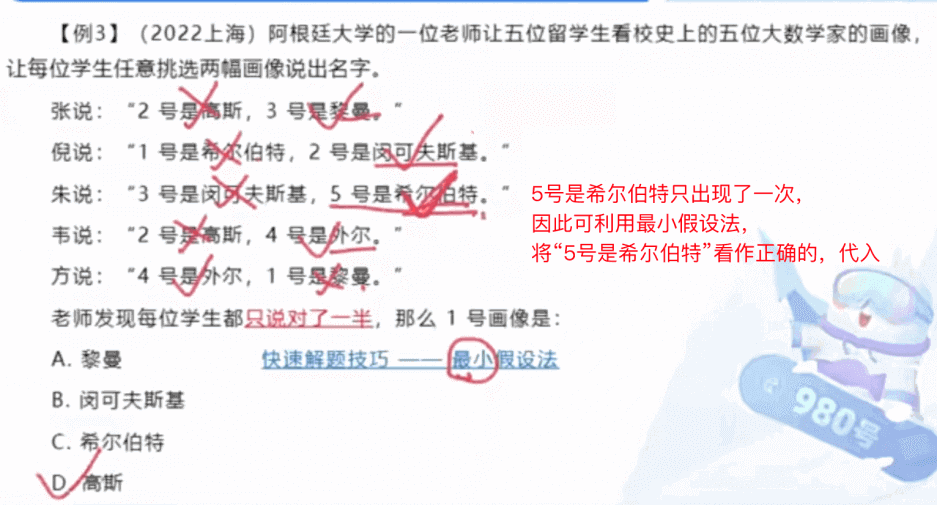 【例3】（2022上海）阿根廷大学的一位老师让五位留学生看校史上的五位大数学家的画像，
让每位学生任意挑选两幅画像说出名字。
张说：“2 号是高斯，3 号是黎曼。”
倪说：“1 号是希尔伯特，2 号是闵可夫斯基。”
朱说：“3 号是闵可夫斯基，5 号是希尔伯特。”
5号是希尔伯特只出现了一次，
因此可利用最小假设法，
将“5号是希尔伯特”看作正确的，代入
韦说：“2 号是高斯，4 号是外尔。”
方说：“4 号是外尔，1 号是黎曼。”
老师发现每位学生都只说对了一半，那么 1 号画像是：
A. 黎曼
快速解题技巧 —— 最小假设法
B. 闵可夫斯基
C. 希尔伯特
D. 高斯
980号